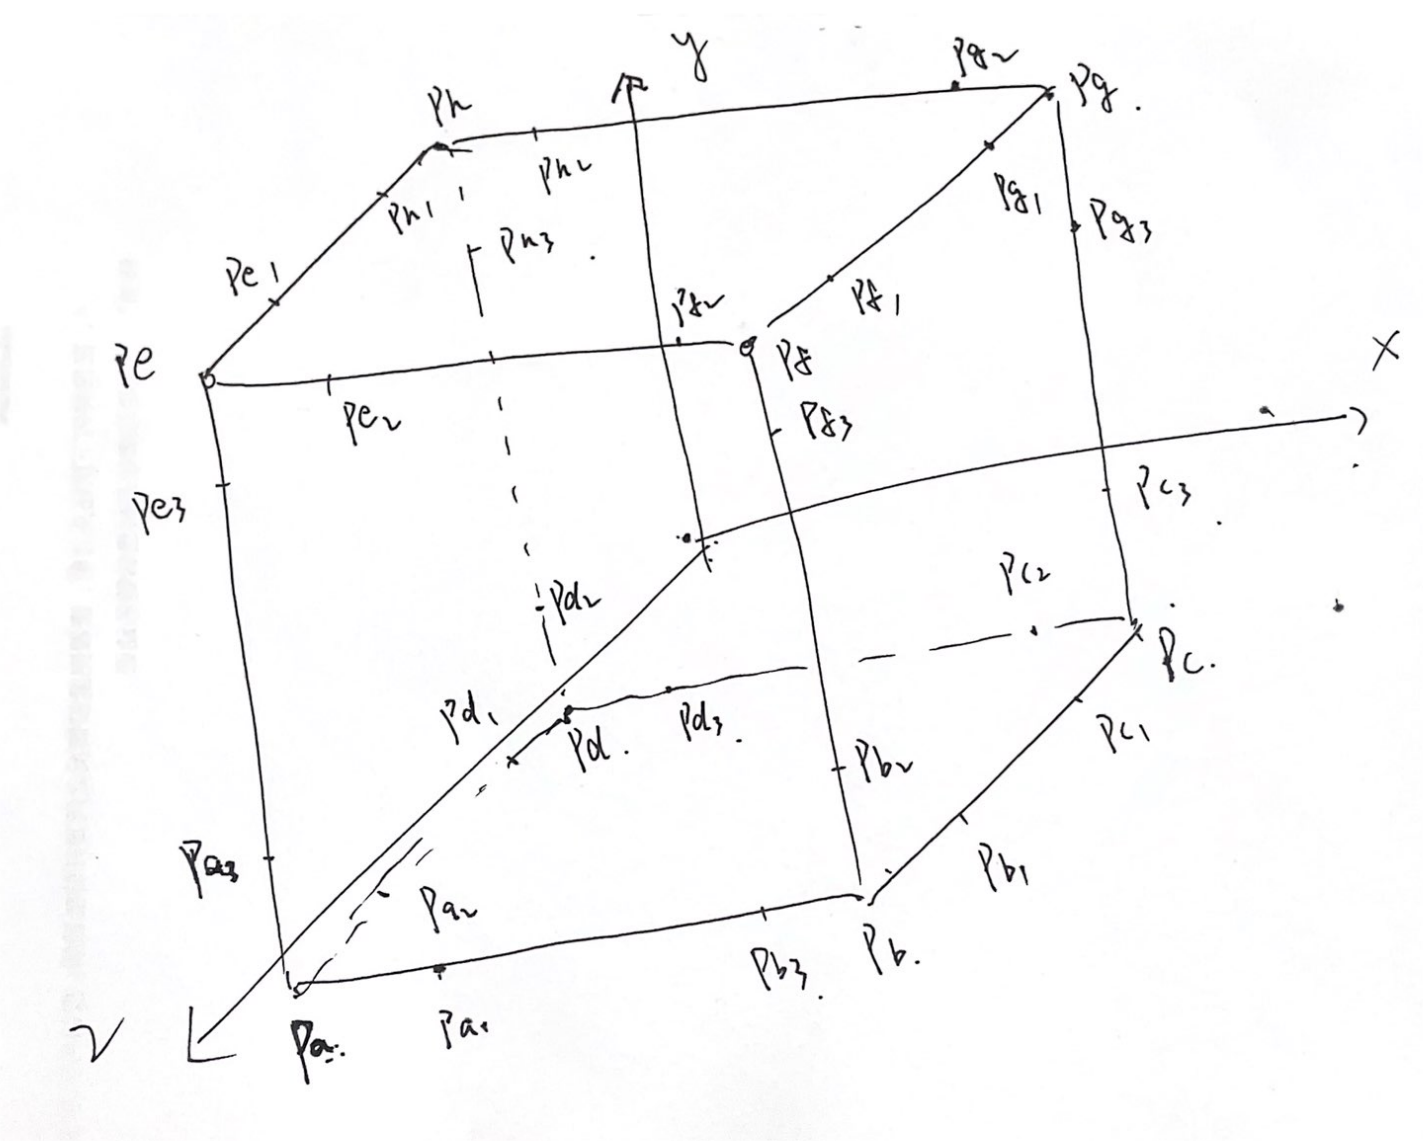 y
Pg2
Pg.
Ph
Ph2
Pg1
Ph1
Pg3
Ph3
Pe1
Pf1
Pf2
x
Pe
Pf
Pe2
Pf3
Pe3
Pc3
Pc2
Pd2
Pc.
Pd1
Pd3.
Pd.
Pc1
Pb2
Pa3
Pb1
Pa2
Pb.
Pb3.
Pa1
Pa.